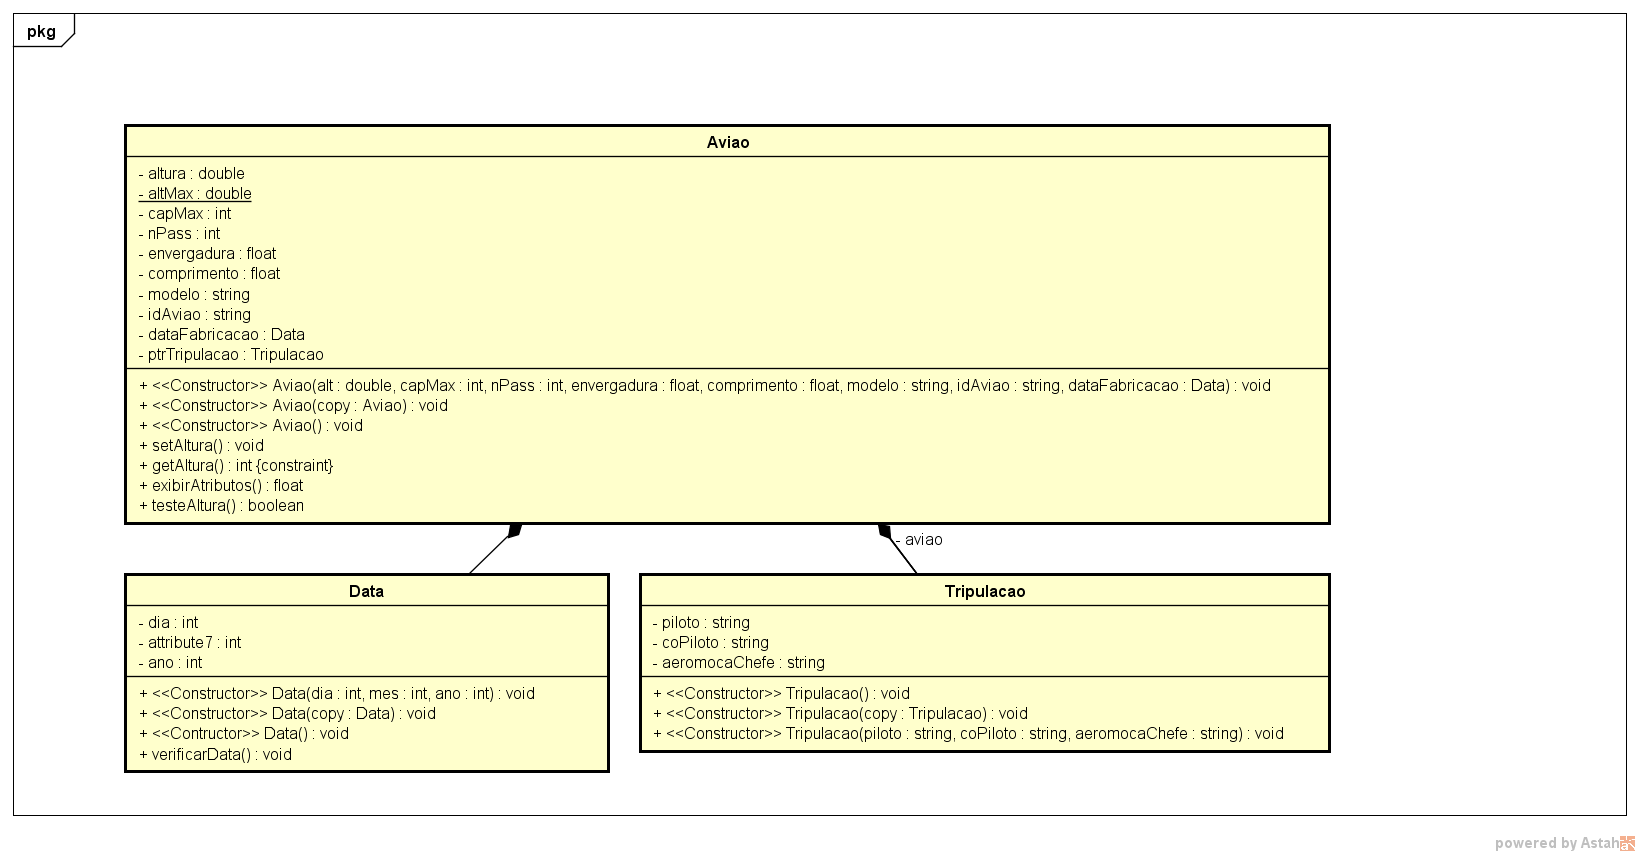 pkg
Aviao
- altura : double
- altMax : double
- capMax : int
- nPass : int
- envergadura : float
- comprimento : float
- modelo : string
- idAviao : string
- dataFabricacao : Data
- ptrTripulacao : Tripulacao
+ <<Constructor>> Aviao(alt : double, capMax : int, nPass : int, envergadura : float, comprimento : float, modelo : string, idAviao : string, dataFabricacao : Data) : void
+ <<Constructor>> Aviao(copy : Aviao) : void
+ <<Constructor>> Aviao() : void
+ setAltura() : void
+ getAltura() : int {constraint}
+ exibirAtributos() : float
+ testeAltura() : boolean
- aviao
Data
- dia : int
- attribute7 : int
- ano : int
+ <<Constructor>> Data(dia : int, mes : int, ano : int) : void
+ <<Constructor>> Data(copy : Data) : void
+ <<Contructor>> Data() : void
+ verificarData() : void
Tripulacao
- piloto : string
- coPiloto : string
- aeromocaChefe : string
+ <<Constructor>> Tripulacao() : void
+ <<Constructor>> Tripulacao(copy : Tripulacao) : void
+ <<Constructor>> Tripulacao(piloto : string, coPiloto : string, aeromocaChefe : string) : void
powered by Astah